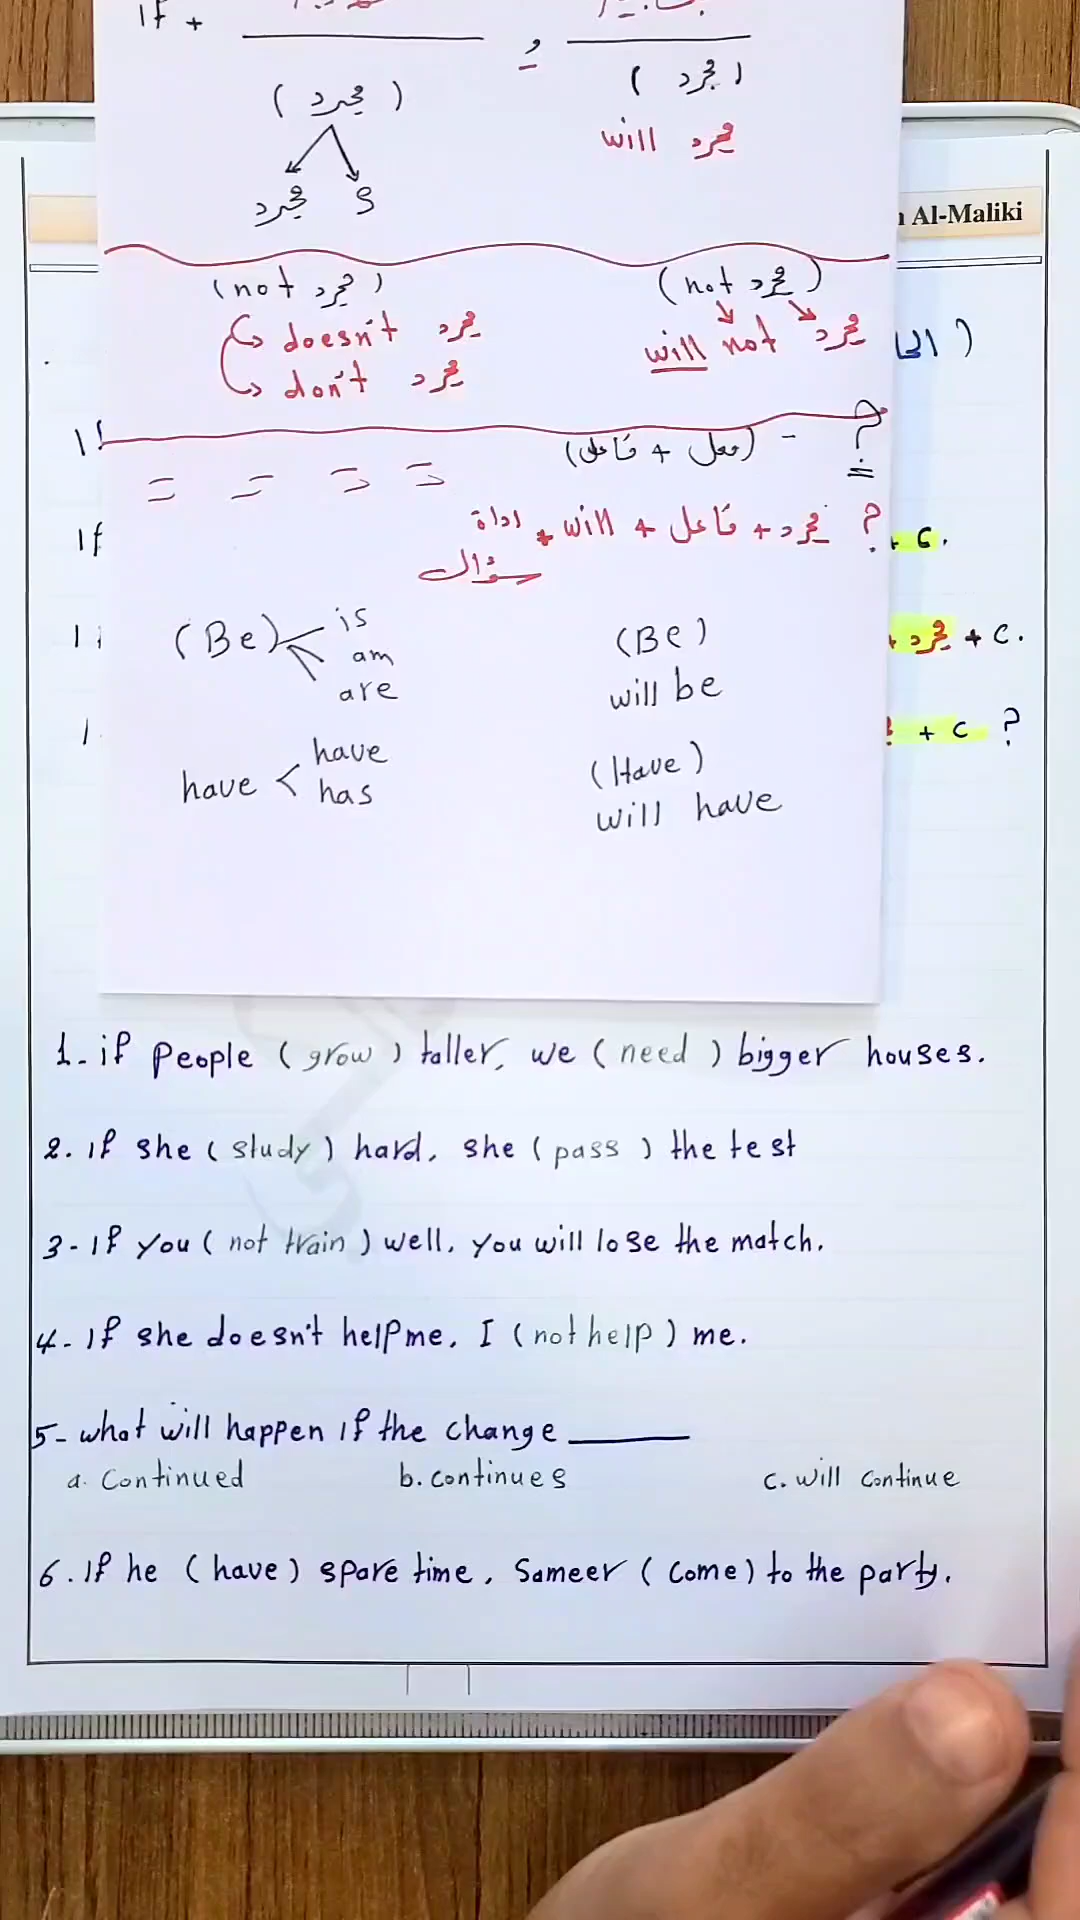 If +
,
(مجرد)
(مجرد)
will مجرد
مجرد S
Al-Maliki
(not مجرد)
(not مجرد)
doesn't مجرد
will not مجرد
don't مجرد
(فعل + فاعل) - ?
? مجرد + فاعل + will + اداة
سؤال
If
+ C.
(Be) is
am
are
(BE)
will be
مجرد + C.
+ C ?
have < have
has
(Have)
will have
1- if People (grow) taller, we (need) bigger houses.
2. if she (study) hard, she (pass) the test
3- If you (not train) well, you will lose the match.
4- If she doesn't help me, I (not help) me.
5- what will happen if the change ______
a. Continued b. continues c. will continue
6. If he (have) spare time, Sameer (come) to the party.